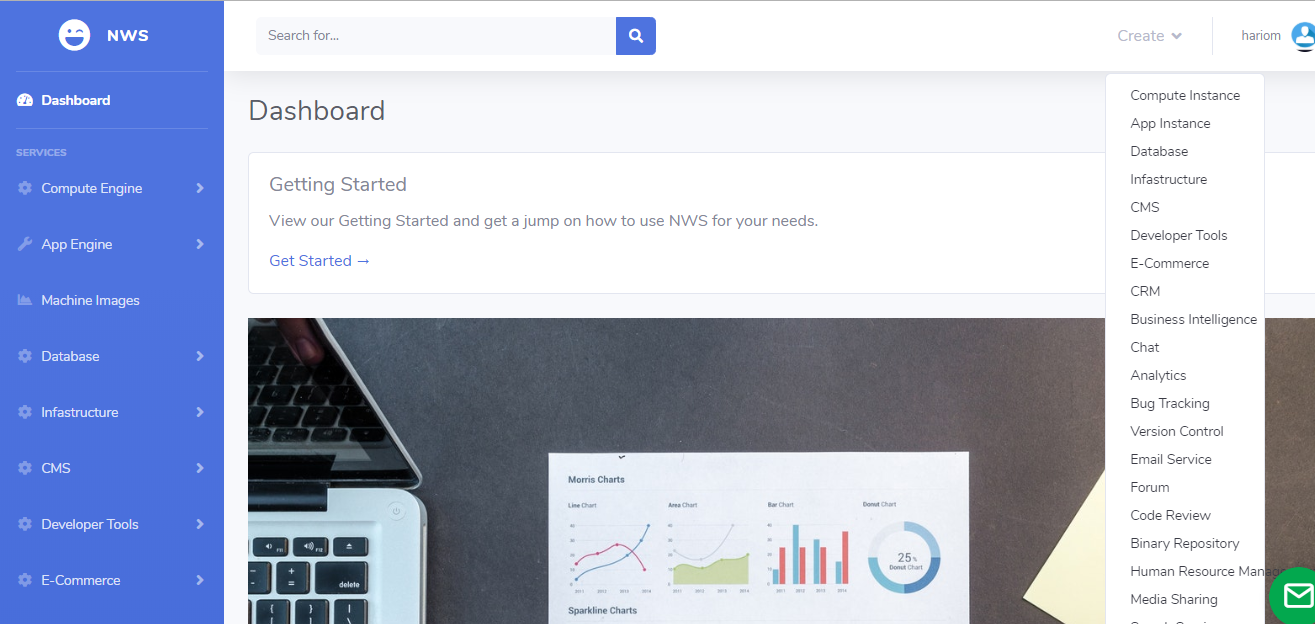 NWS
Search for...
Create
hariom
Dashboard
SERVICES
Compute Engine
App Engine
Machine Images
Database
Infastructure
CMS
Developer Tools
E-Commerce
Dashboard
Getting Started
View our Getting Started and get a jump on how to use NWS for your needs.
Get Started →
Compute Instance
App Instance
Database
Infastructure
CMS
Developer Tools
E-Commerce
CRM
Business Intelligence
Chat
Analytics
Bug Tracking
Version Control
Email Service
Forum
Code Review
Binary Repository
Human Resource Mana
Media Sharing
Morris Charts
Line Chart
Area Chart
Bar Chart
Donut Chart
25%
Donut Chart
Sparkline Charts
delete